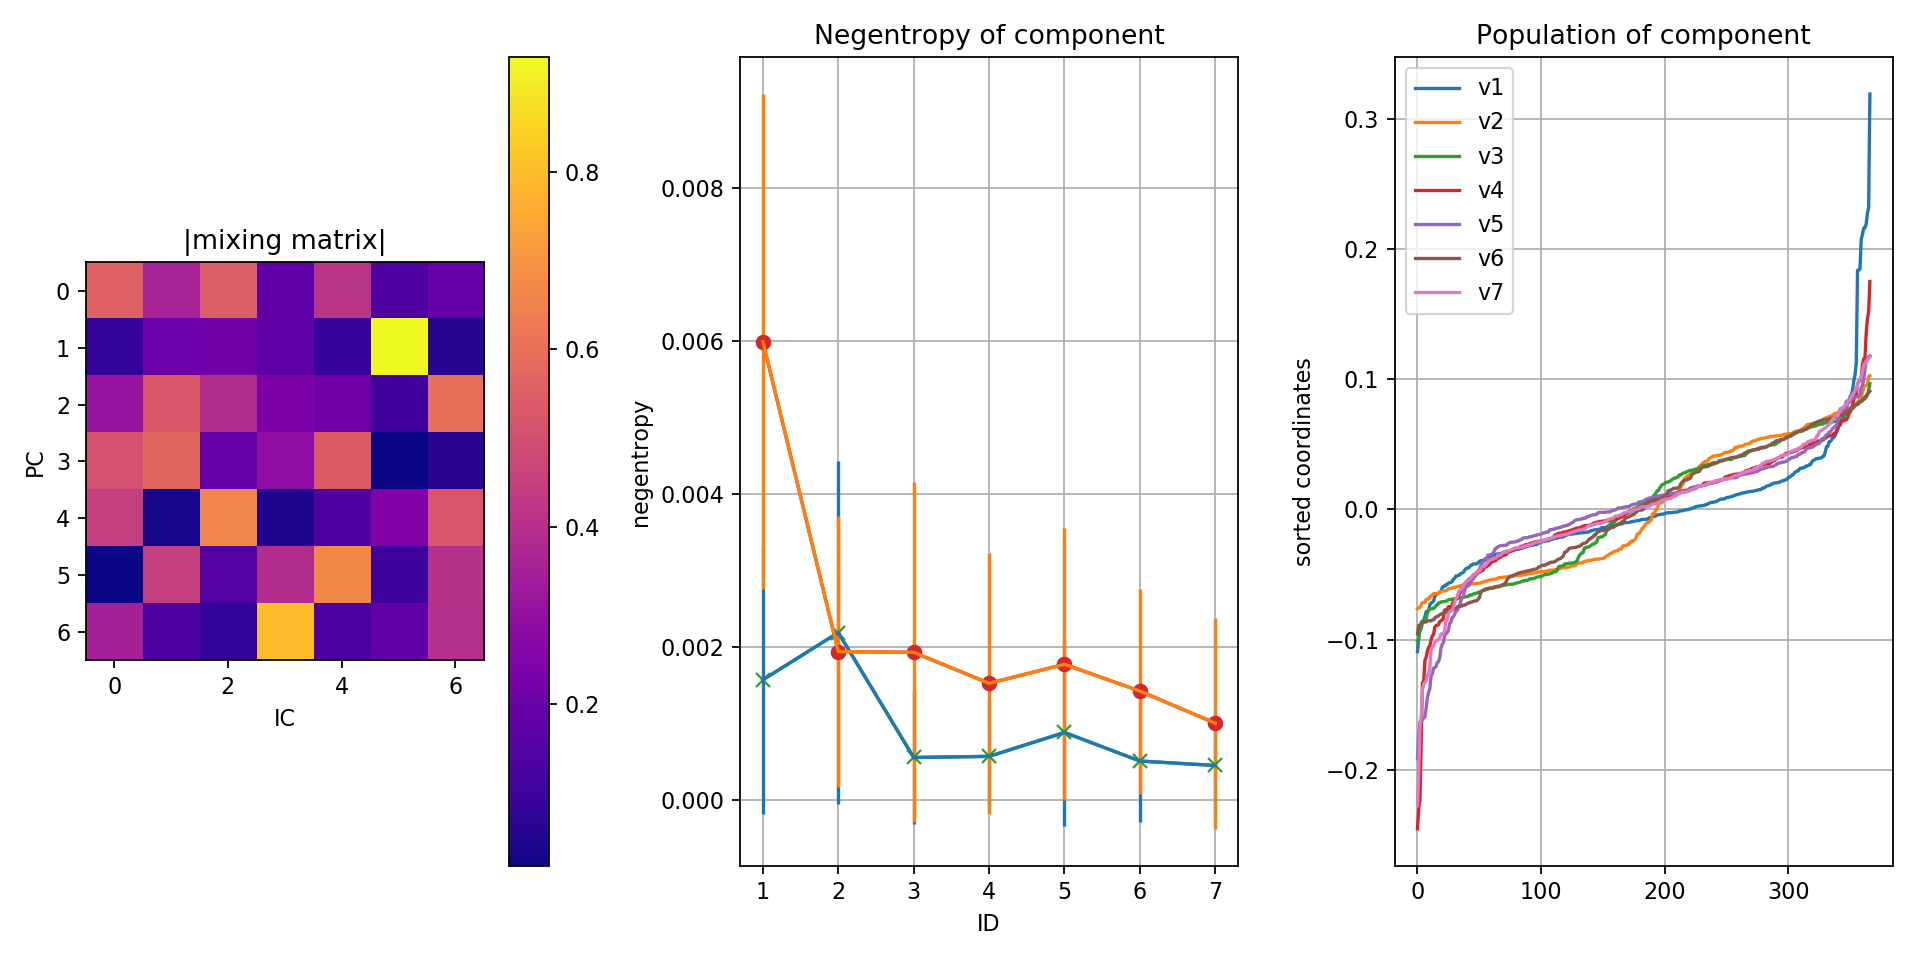 |mixing matrix|
PC
0
1
2
3
4
5
6
0 2 4 6
IC
0.8
0.6
0.4
0.2
Negentropy of component
negentropy
0.008
0.006
0.004
0.002
0.000
1 2 3 4 5 6 7
ID
Population of component
sorted coordinates
0.3
0.2
0.1
0.0
−0.1
−0.2
v1
v2
v3
v4
v5
v6
v7
0 100 200 300